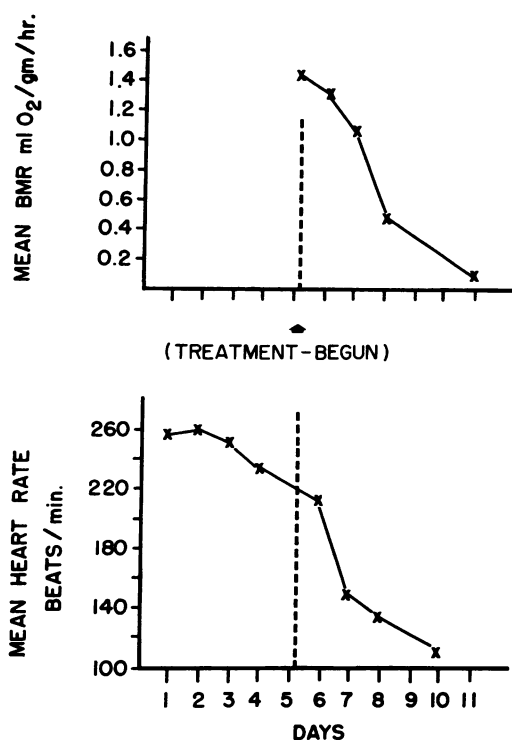 MEAN BMR ml O2/gm/hr.
1.6
1.4
1.2
1.0
0.8
0.6
0.4
0.2
(TREATMENT-BEGUN)
MEAN HEART RATE
BEATS/min.
260
220
180
140
100
1 2 3 4 5 6 7 8 9 10 11
DAYS